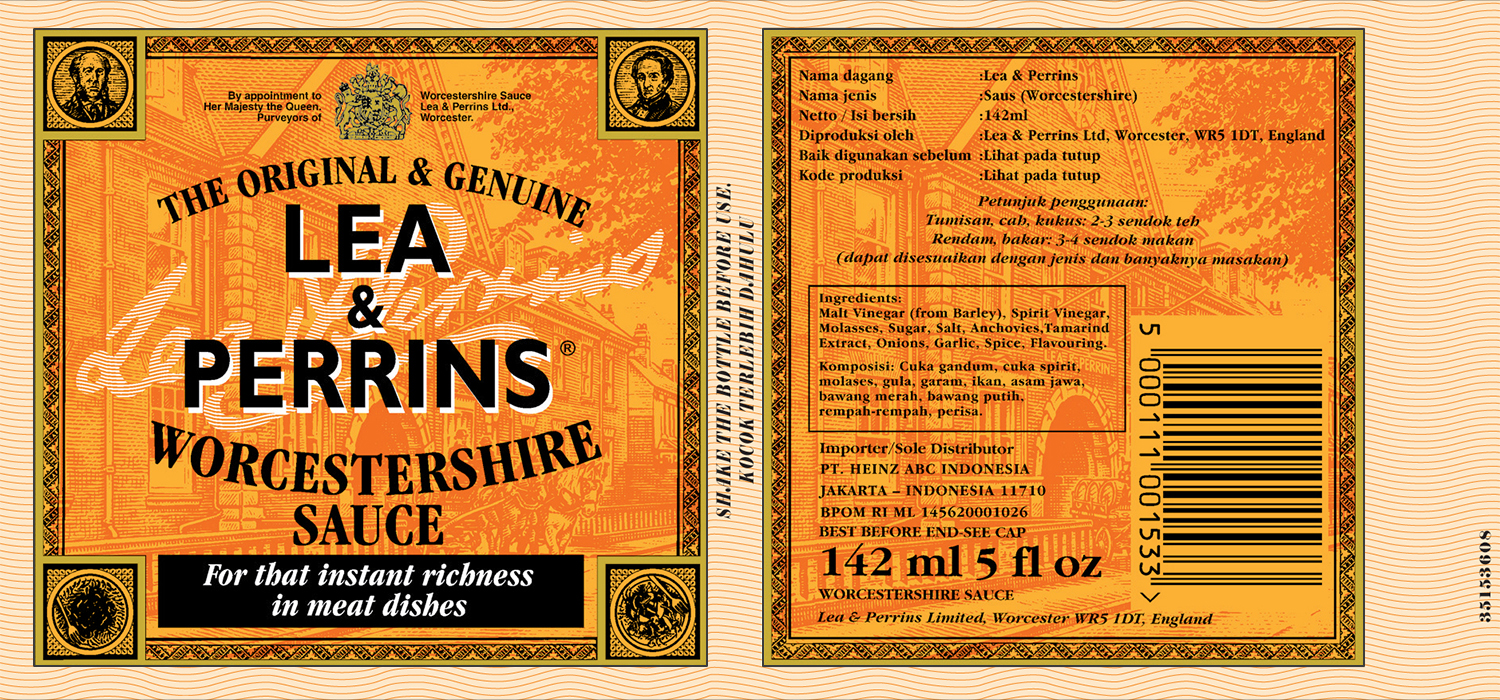 By appointment to
Her Majesty the Queen.
Purveyors of
Worcestershire Sauce
Lea & Perrins Ltd.,
Worcester.
THE ORIGINAL & GENUINE
Lea & Perrins
LEA
&
PERRINS®
WORCESTERSHIRE
SAUCE
For that instant richness
in meat dishes
SHAKE THE BOTTLE BEFORE USE.
KOCOK TERLEBIH DAHULU
Nama dagang :Lea & Perrins
Nama jenis :Saus (Worcestershire)
Netto / Isi bersih :142ml
Diproduksi oleh :Lea & Perrins Ltd, Worcester, WR5 1DT, England
Baik digunakan sebelum :Lihat pada tutup
Kode produksi :Lihat pada tutup
Petunjuk penggunaan:
Tumisan, cah, kukus: 2-3 sendok teh
Rendam, bakar: 3-4 sendok makan
(dapat disesuaikan dengan jenis dan banyaknya masakan)
Ingredients:
Malt Vinegar (from Barley), Spirit Vinegar,
Molasses, Sugar, Salt, Anchovies,Tamarind
Extract, Onions, Garlic, Spice, Flavouring.
Komposisi: Cuka gandum, cuka spirit,
molases, gula, garam, ikan, asam jawa,
bawang merah, bawang putih,
rempah-rempah, perisa.
Importer/Sole Distributor
PT. HEINZ ABC INDONESIA
JAKARTA – INDONESIA 11710
BPOM RI ML 145620001026
BEST BEFORE END-SEE CAP
142 ml 5 fl oz
WORCESTERSHIRE SAUCE
Lea & Perrins Limited, Worcester WR5 1DT, England
5 000111 001533 >
35153608